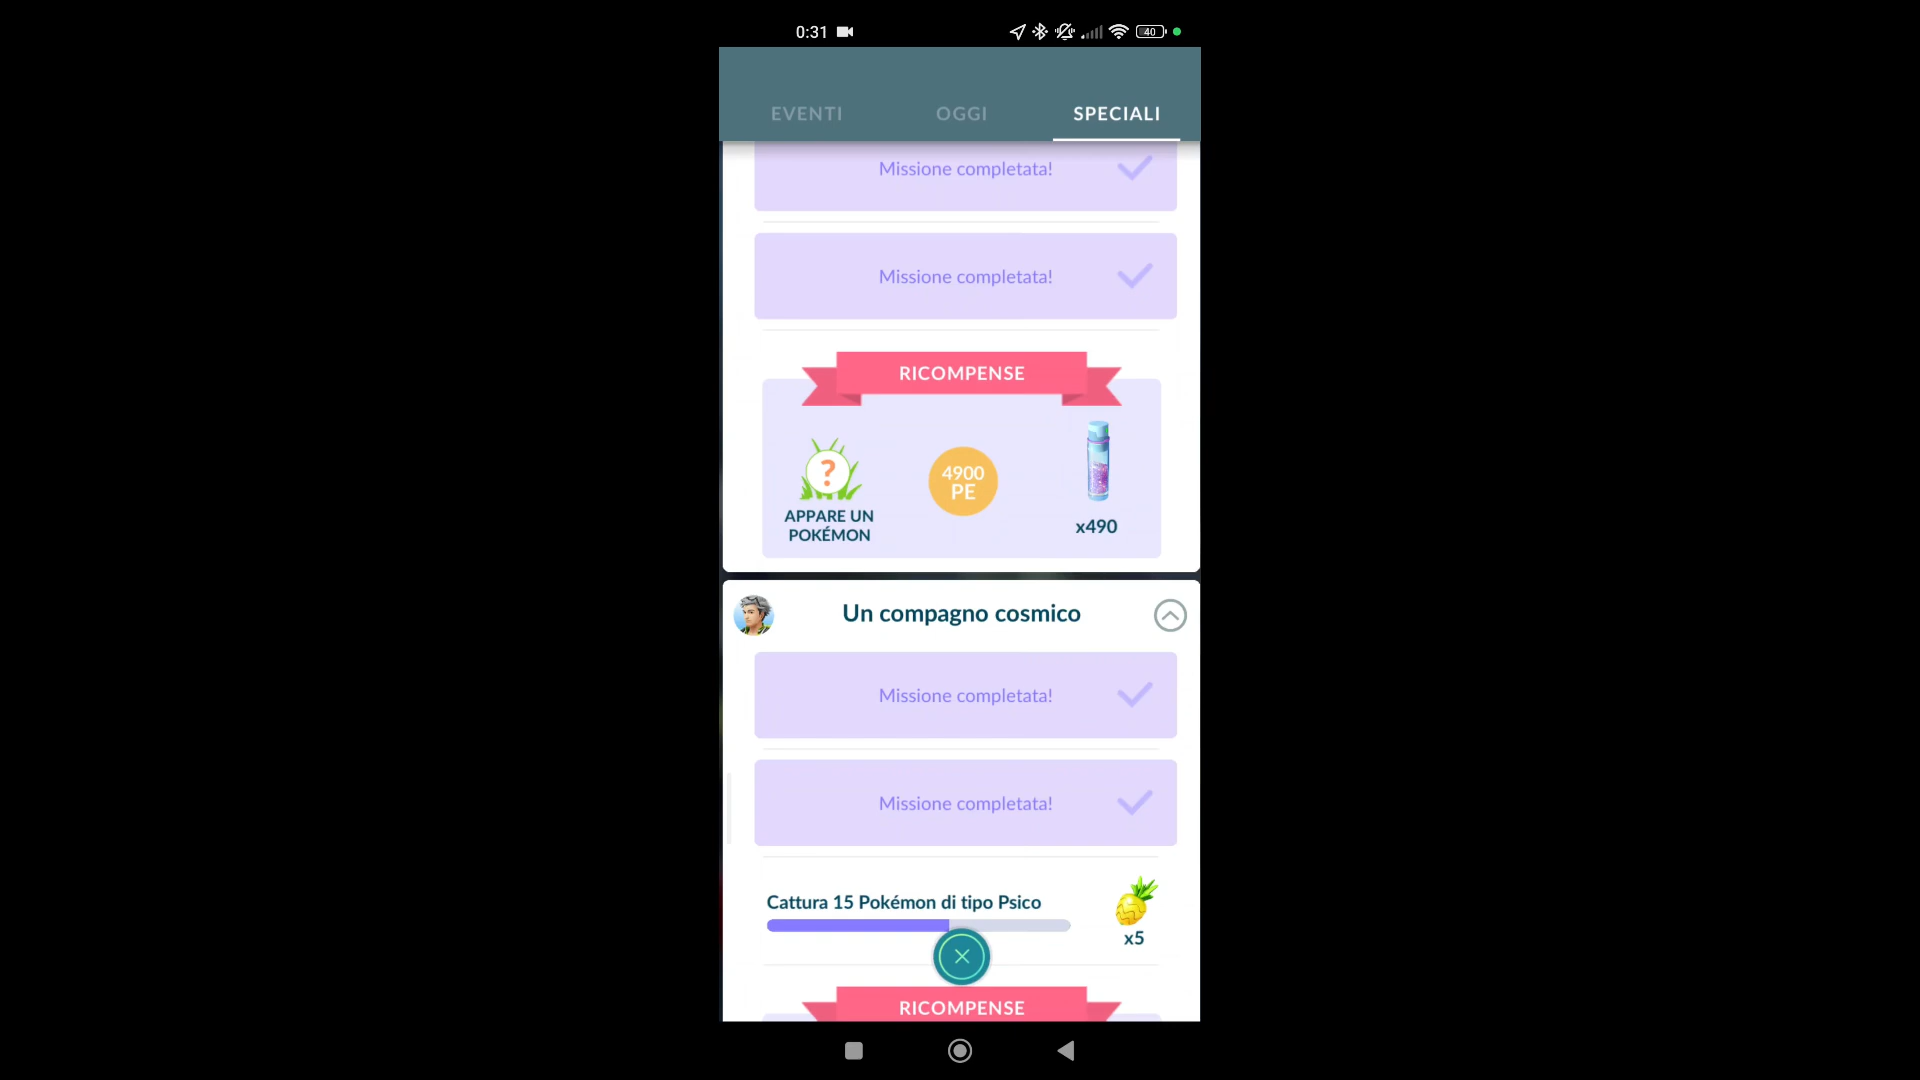 0:31
40
EVENTI
OGGI
SPECIALI
Missione completata!
Missione completata!
RICOMPENSE
?
4900
PE
APPARE UN
POKÉMON
x490
Un compagno cosmico
Missione completata!
Missione completata!
Cattura 15 Pokémon di tipo Psico
x5
RICOMPENSE